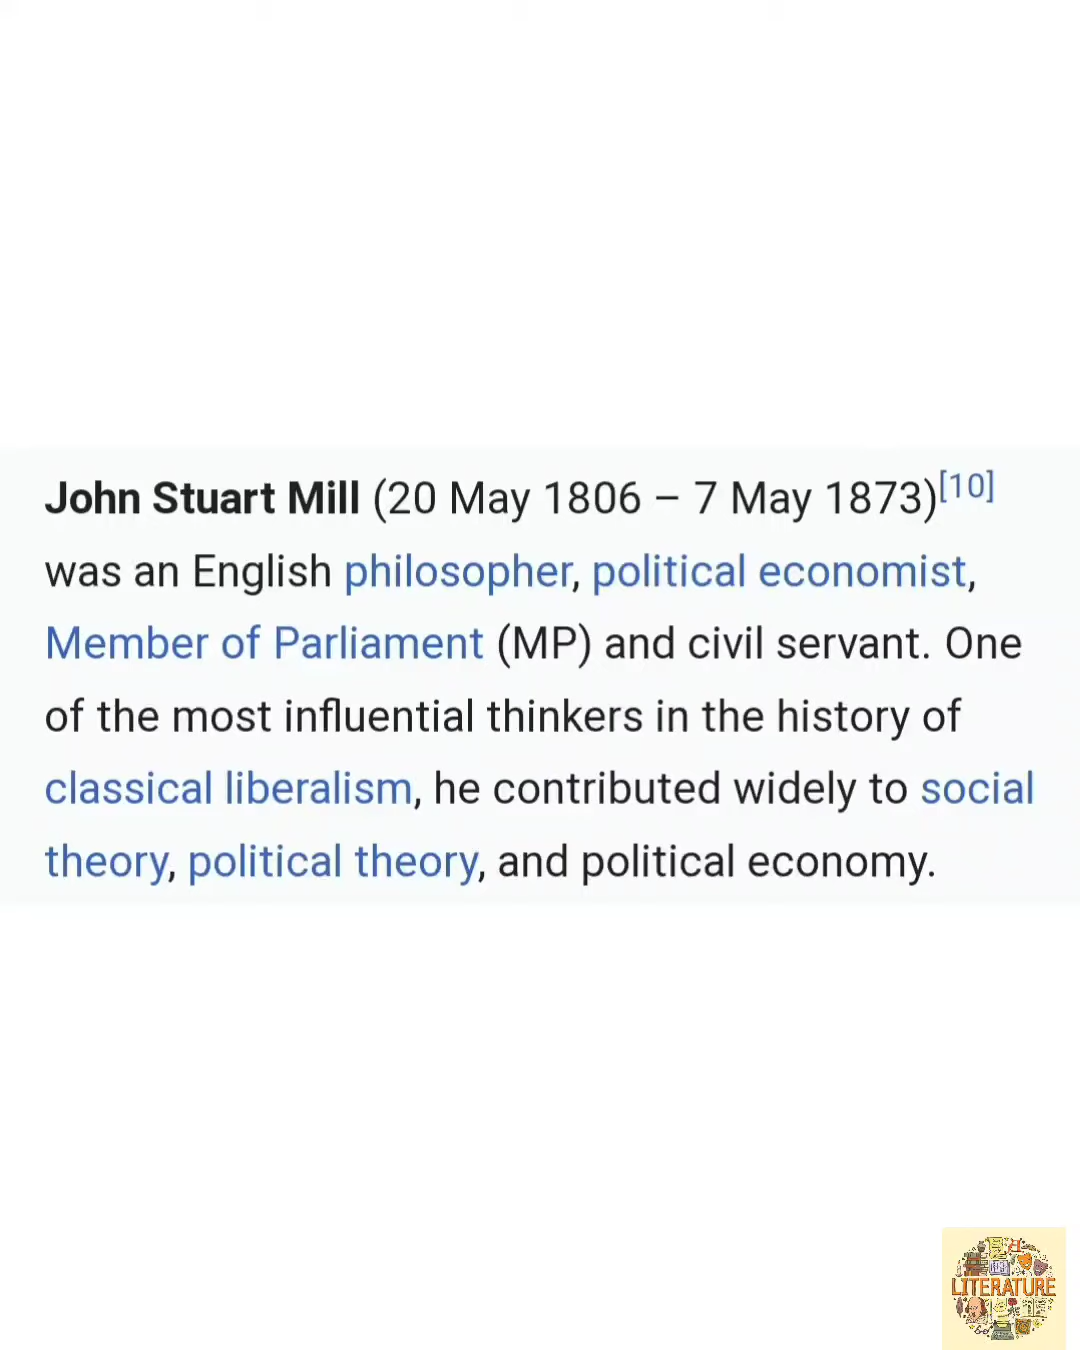 John Stuart Mill (20 May 1806 – 7 May 1873)[10]
was an English philosopher, political economist,
Member of Parliament (MP) and civil servant. One
of the most influential thinkers in the history of
classical liberalism, he contributed widely to social
theory, political theory, and political economy.
LITERATURE